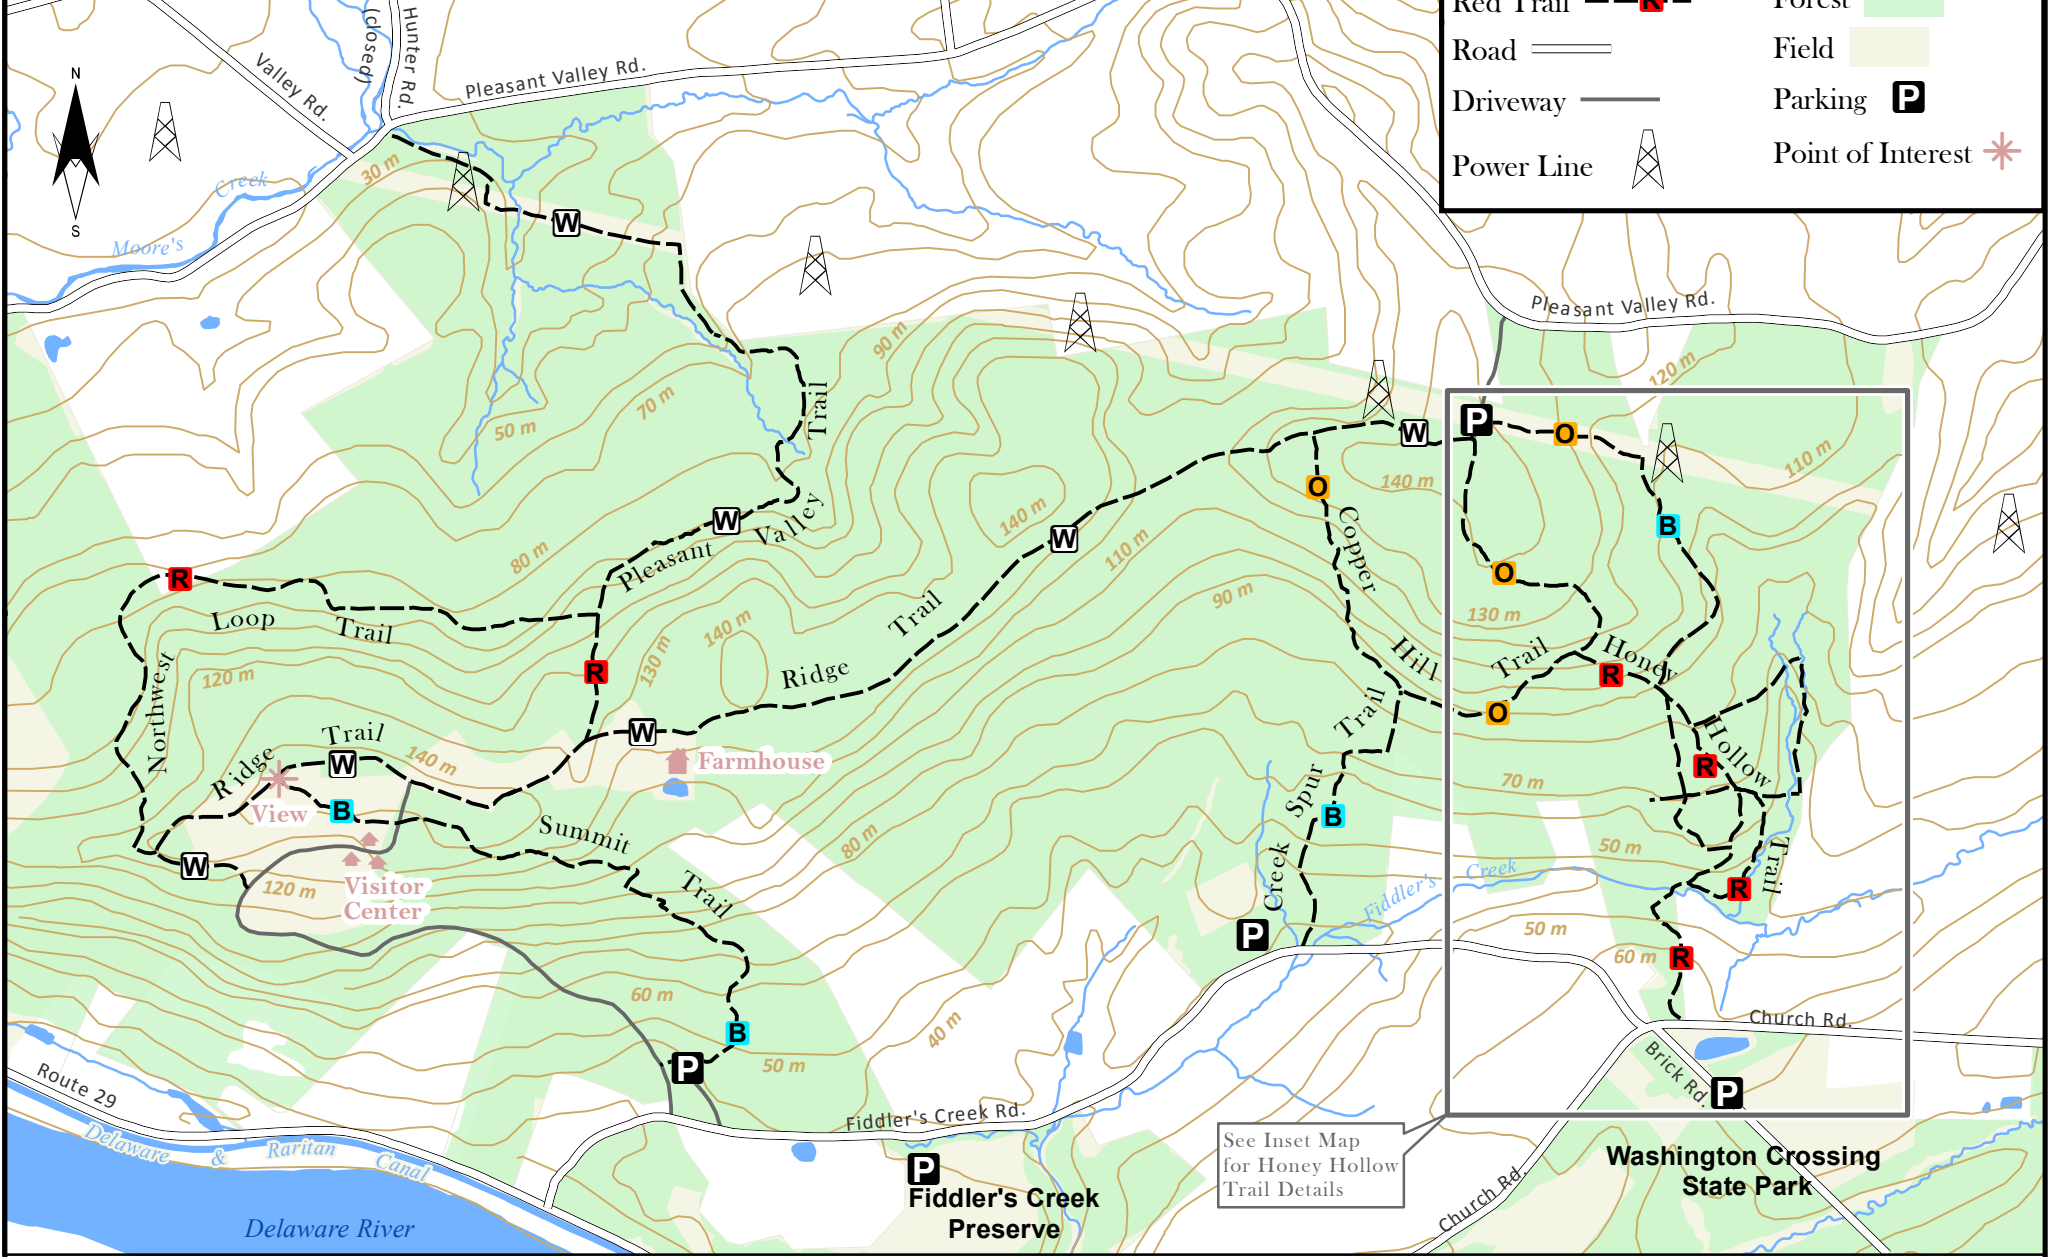 Red Trail
R
Forest
Road
Field
Driveway
Parking
P
Power Line
Point of Interest
N
S
Valley Rd.
(closed)
Hunter Rd.
Pleasant Valley Rd.
Creek
Moore's
30 m
W
90 m
Pleasant Valley Rd.
120 m
70 m
50 m
Trail
P
O
W
110 m
140 m
O
140 m
W
Valley
Pleasant
80 m
W
110 m
Copper
B
O
R
Loop
Trail
90 m
130 m
Trail
140 m
130 m
Hill
Trail
Honey
R
R
120 m
Northwest
Ridge
Trail
O
Hollow
Trail
W
Ridge
Trail
W
140 m
Farmhouse
R
70 m
View
B
Spur
B
Summit
80 m
50 m
Trail
W
120 m
Visitor
Center
Trail
Creek
Fiddler's
Creek
R
P
50 m
60 m
R
60 m
B
40 m
Church Rd.
P
50 m
Brick Rd.
P
Route 29
Fiddler's Creek Rd.
Delaware & Raritan Canal
See Inset Map
for Honey Hollow
Trail Details
Washington Crossing
State Park
P
Fiddler's Creek
Preserve
Church Rd.
Delaware River